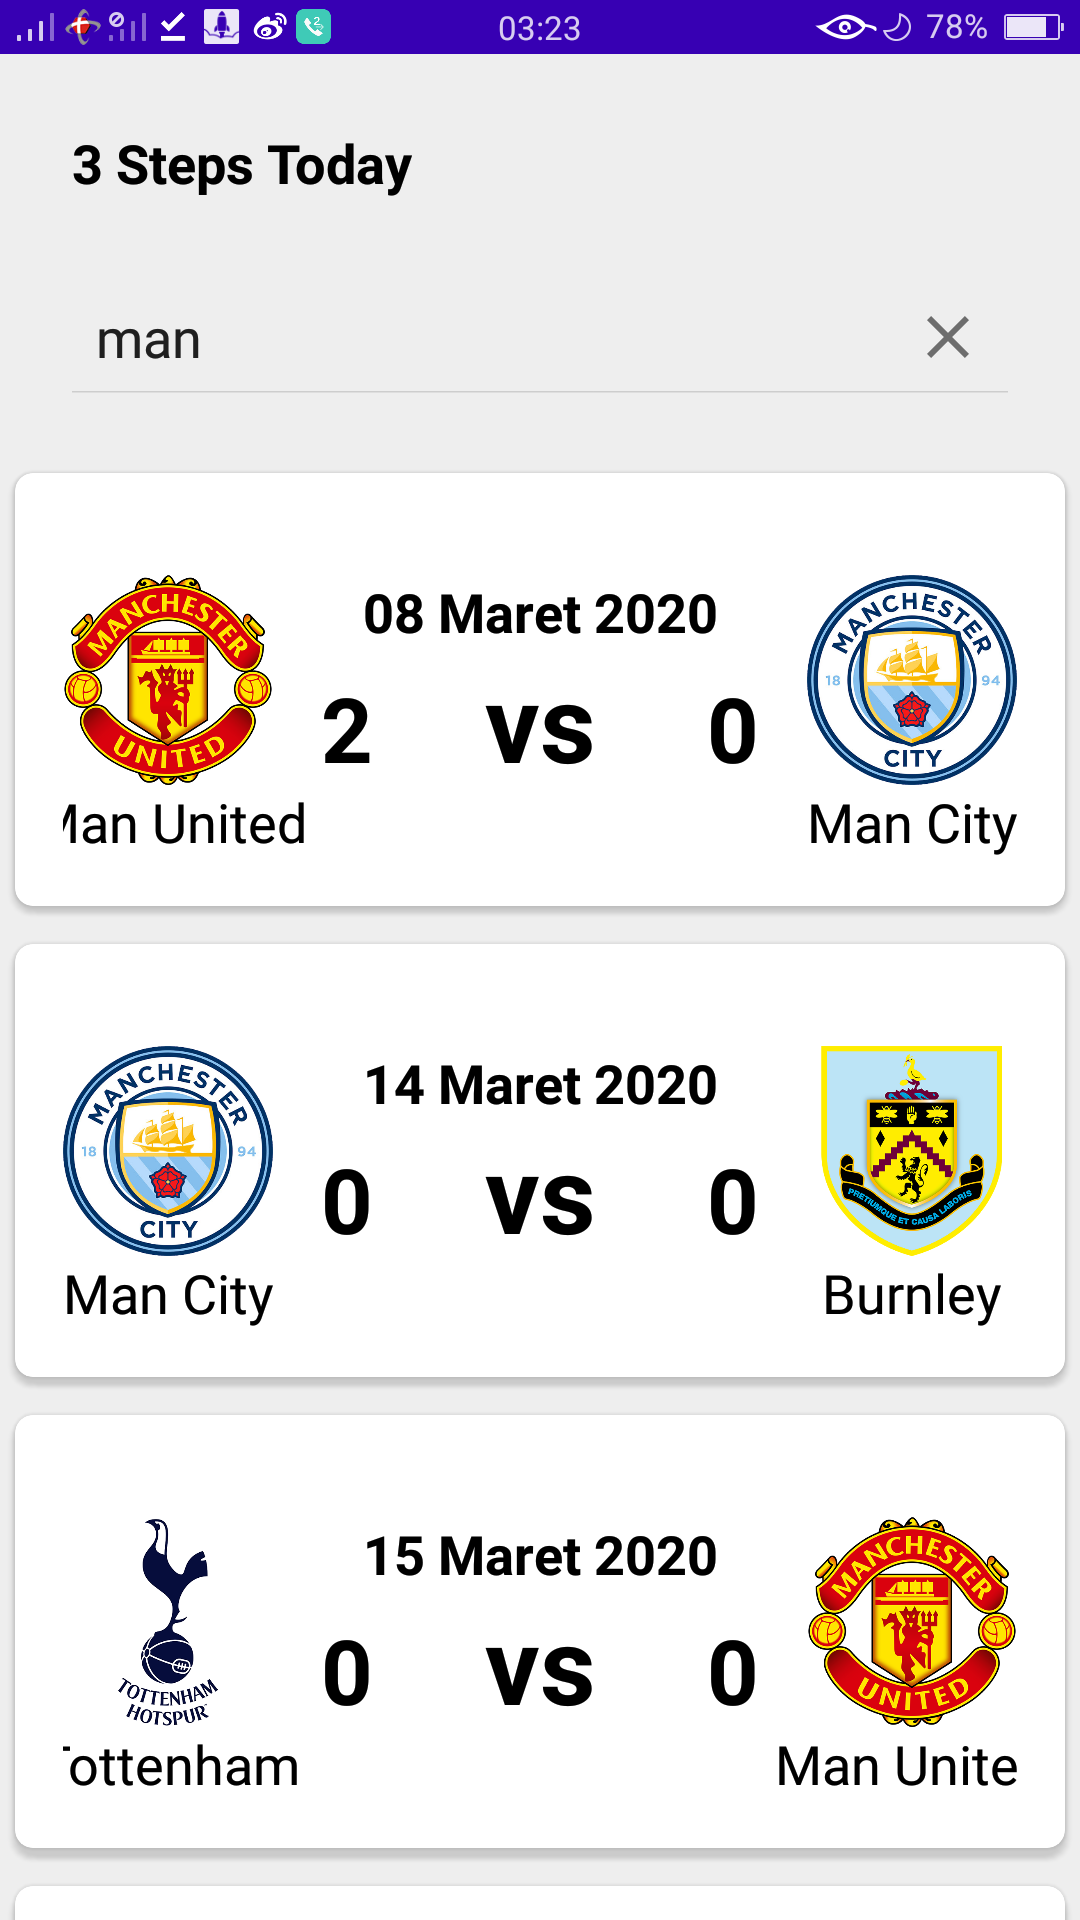 03:23
78%
3 Steps Today
man
MANCHESTER
UNITED
08 Maret 2020
2 vs 0
MANCHESTER
18 94
CITY
Man United
Man City
MANCHESTER
18 94
CITY
14 Maret 2020
0 vs 0
PRETIUMQUE ET CAUSA LABORIS
Man City
Burnley
TOTTENHAM
HOTSPUR
15 Maret 2020
0 vs 0
MANCHESTER
UNITED
Tottenham
Man Unite